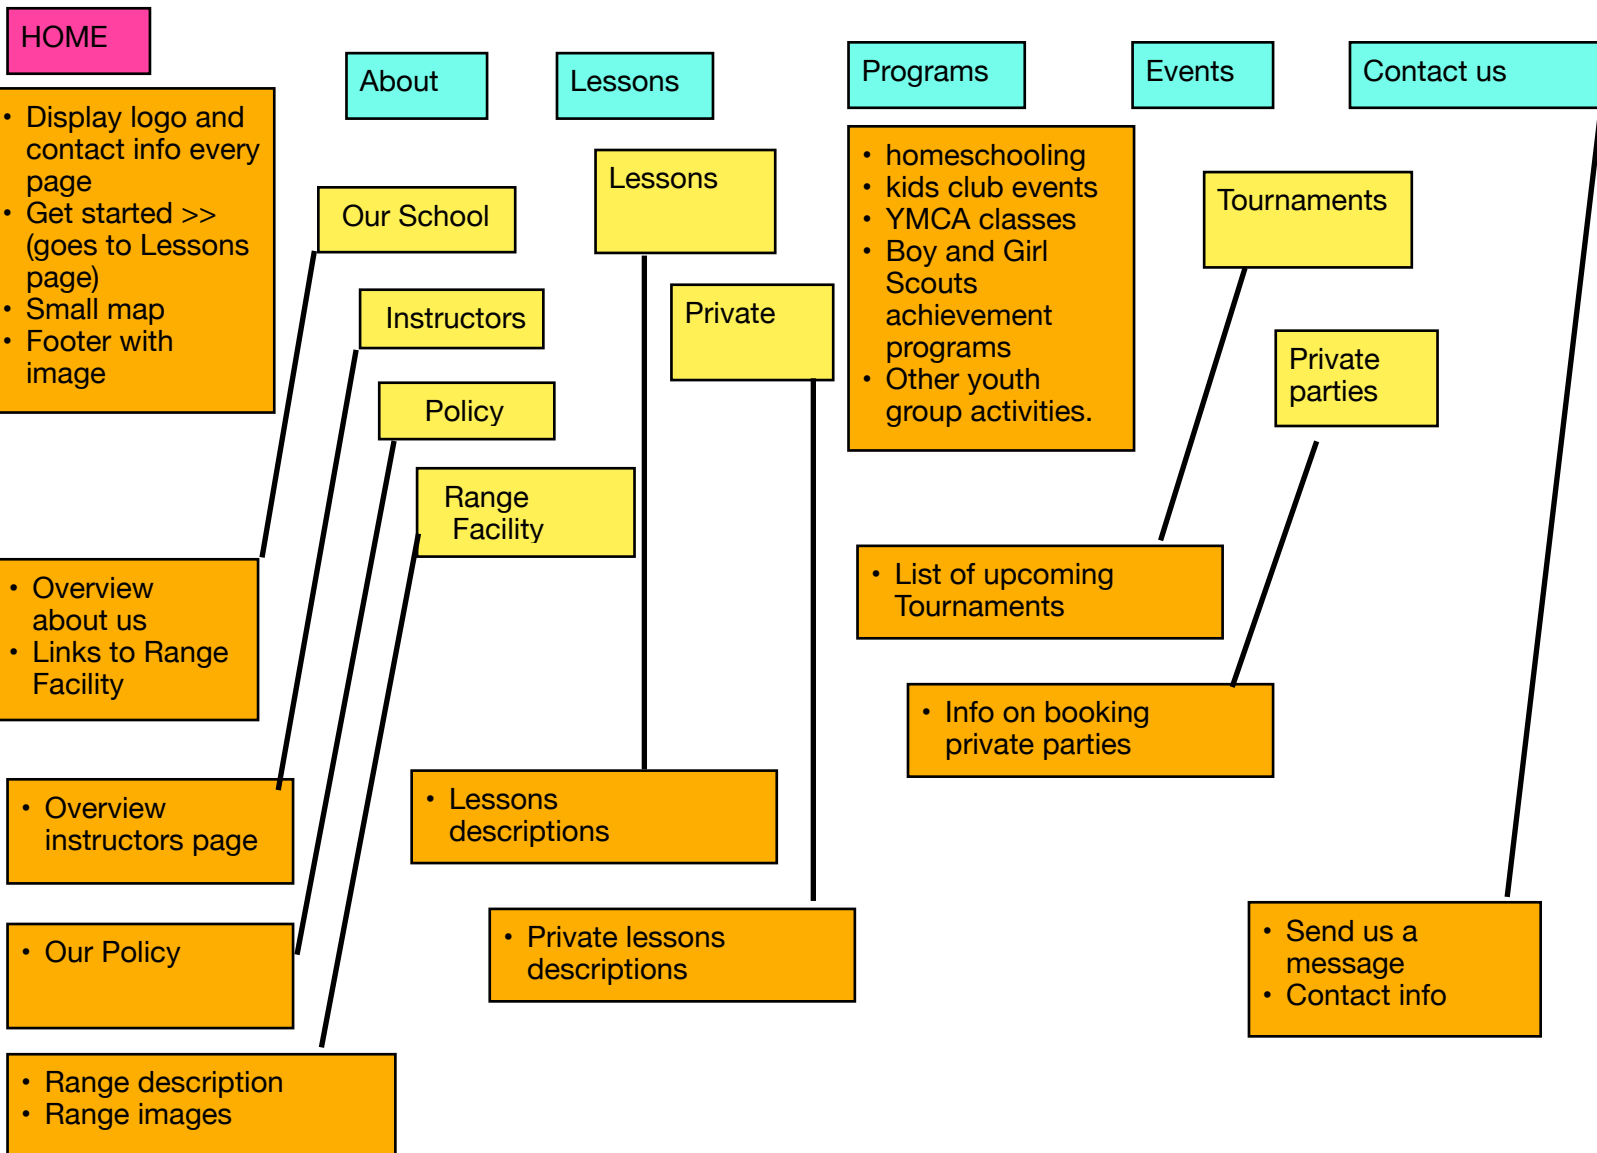 HOME
About
Lessons
Programs
Events
Contact us
• Display logo and
contact info every
page
• Get started >>
(goes to Lessons
page)
• Small map
• Footer with
image
Our School
Instructors
Policy
Range
Facility
Lessons
Private
• homeschooling
• kids club events
• YMCA classes
• Boy and Girl
Scouts
achievement
programs
• Other youth
group activities.
Tournaments
Private
parties
• Overview
about us
• Links to Range
Facility
• Overview
instructors page
• Our Policy
• Range description
• Range images
• Lessons
descriptions
• Private lessons
descriptions
• List of upcoming
Tournaments
• Info on booking
private parties
• Send us a
message
• Contact info